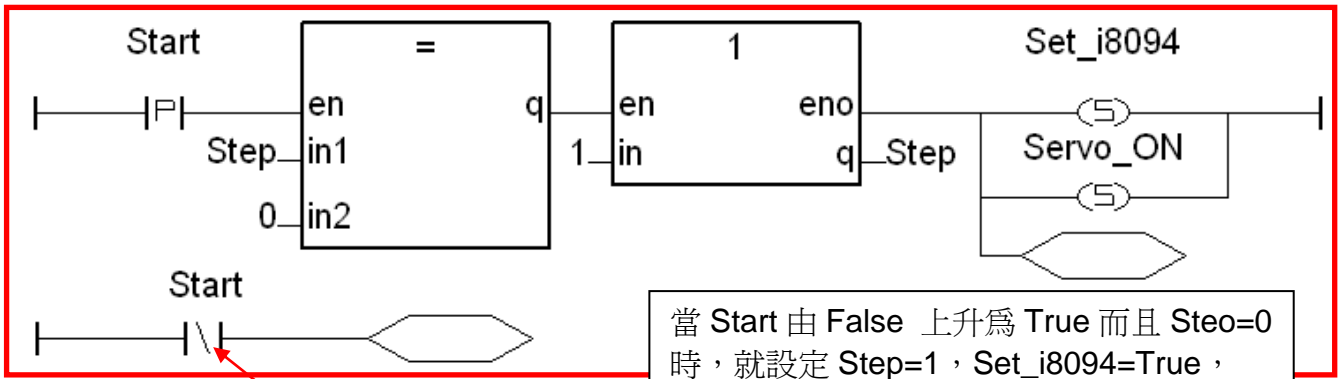 Start
=
1
Set_i8094
en
q
en
eno
Step
in1
1
in
q
Step
Servo_ON
0
in2
Start
當 Start 由 False 上升爲 True 而且 Steo=0
時,就設定 Step=1,Set_i8094=True,